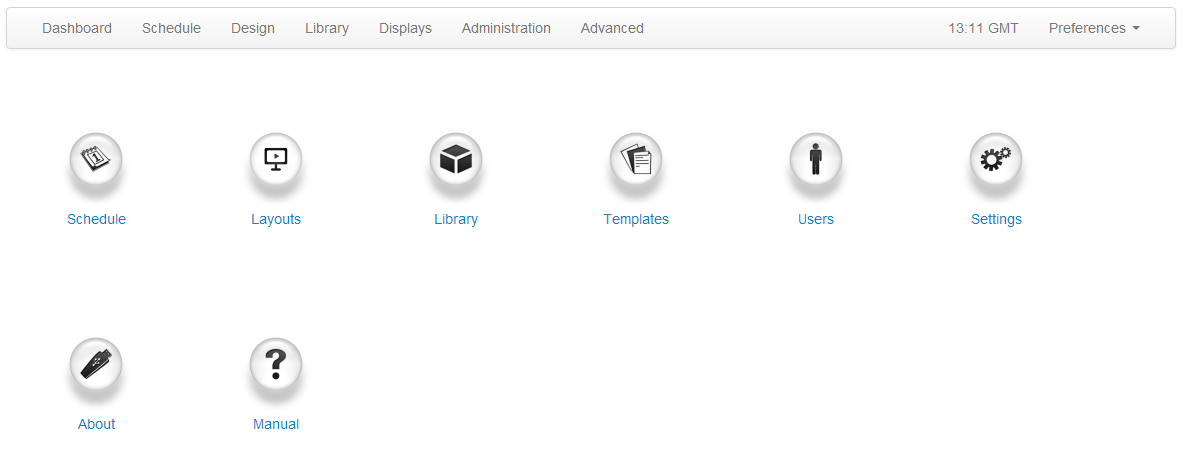 Dashboard Schedule Design Library Displays Administration Advanced 13:11 GMT Preferences
1
Schedule Layouts Library Templates Users Settings
?
About Manual